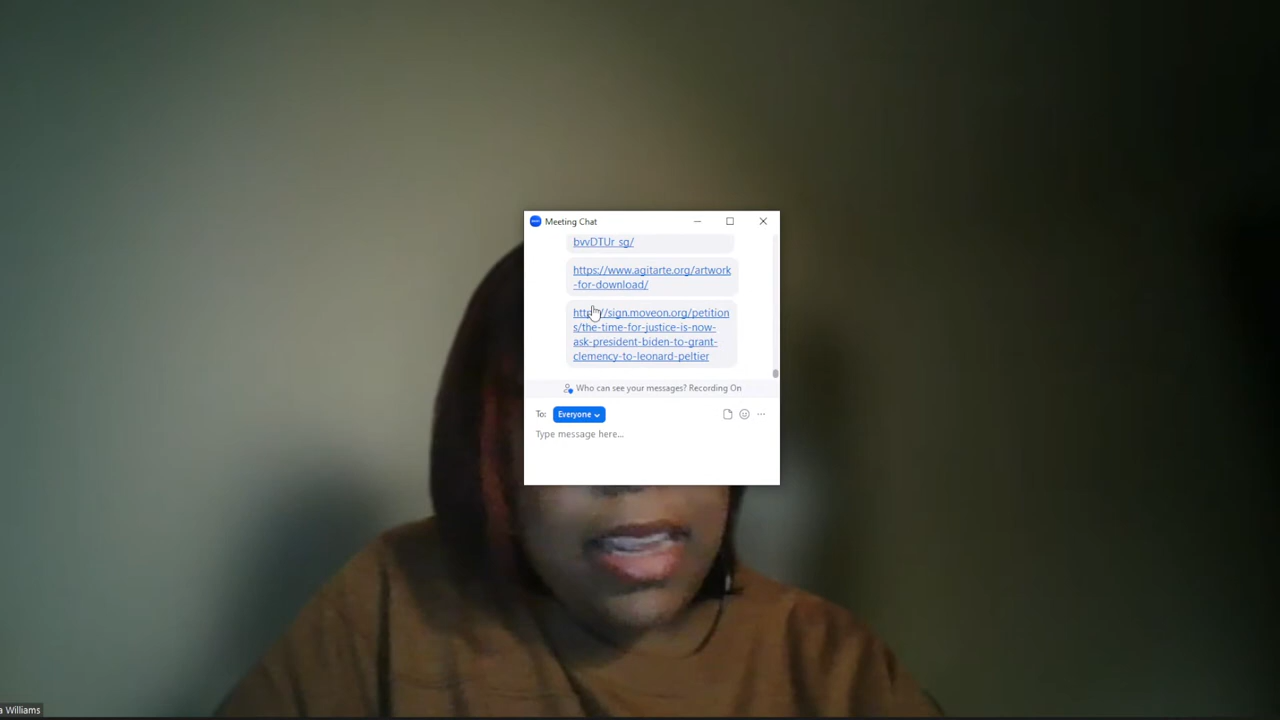 Meeting Chat
bvvDTUr_sg/
https://www.agitarte.org/artwork
-for-download/
http://sign.moveon.org/petition
s/the-time-for-justice-is-now-
ask-president-biden-to-grant-
clemency-to-leonard-peltier
Who can see your messages? Recording On
To: Everyone
Type message here...
a Williams